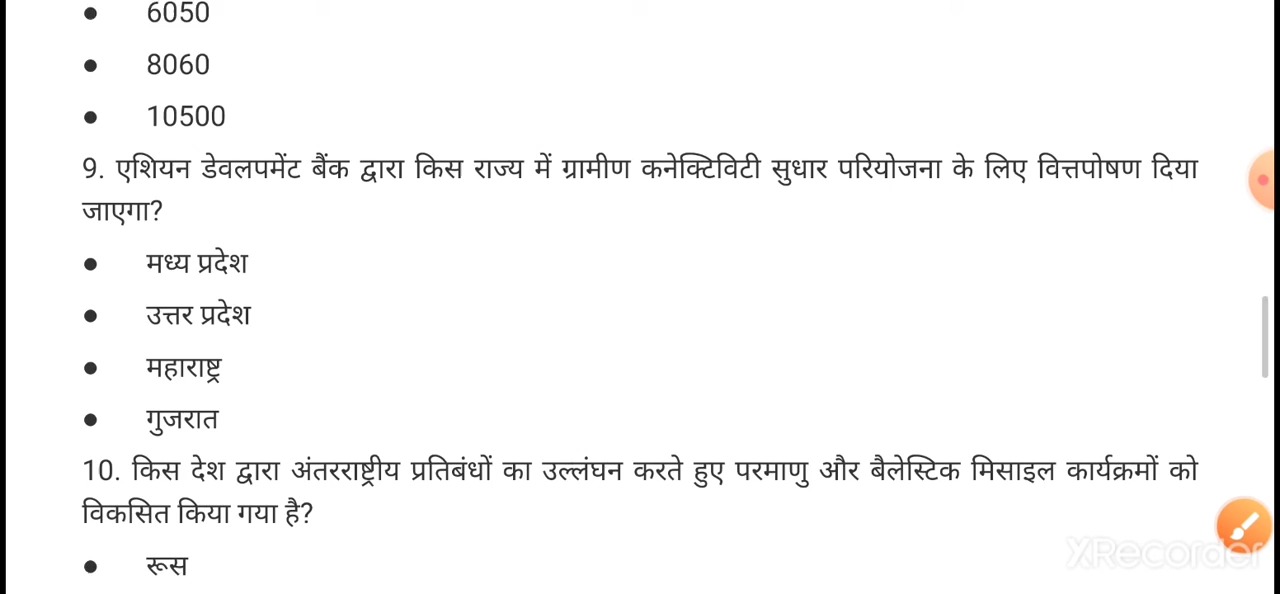 ● 6050
● 8060
● 10500
9. एशियन डेवलपमेंट बैंक द्वारा किस राज्य में ग्रामीण कनेक्टिविटी सुधार परियोजना के लिए वित्तपोषण दिया
जाएगा?
● मध्य प्रदेश
● उत्तर प्रदेश
● महाराष्ट्र
● गुजरात
10. किस देश द्वारा अंतरराष्ट्रीय प्रतिबंधों का उल्लंघन करते हुए परमाणु और बैलेस्टिक मिसाइल कार्यक्रमों को
विकसित किया गया है?
● रूस
XRecorder